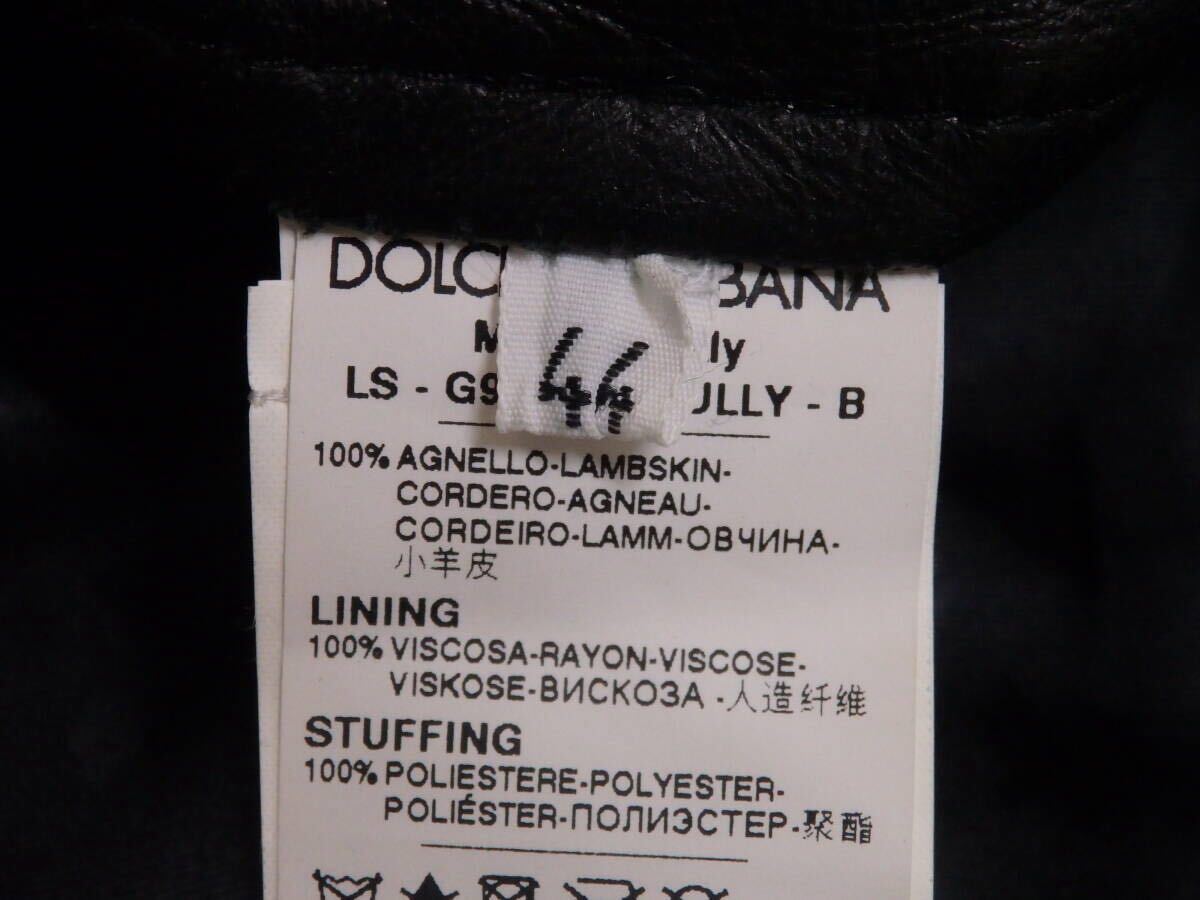 DOLC BANA
M ly
LS - G9 ULLY - B
44
100% AGNELLO-LAMBSKIN-
CORDERO-AGNEAU-
CORDEIRO-LAMM-ОВЧИНА-
小羊皮
LINING
100% VISCOSA-RAYON-VISCOSE-
VISKOSE-ВИСКОЗА -人造纤维
STUFFING
100% POLIESTERE-POLYESTER-
POLIÉSTER-ПОЛИЭСТЕР-聚酯